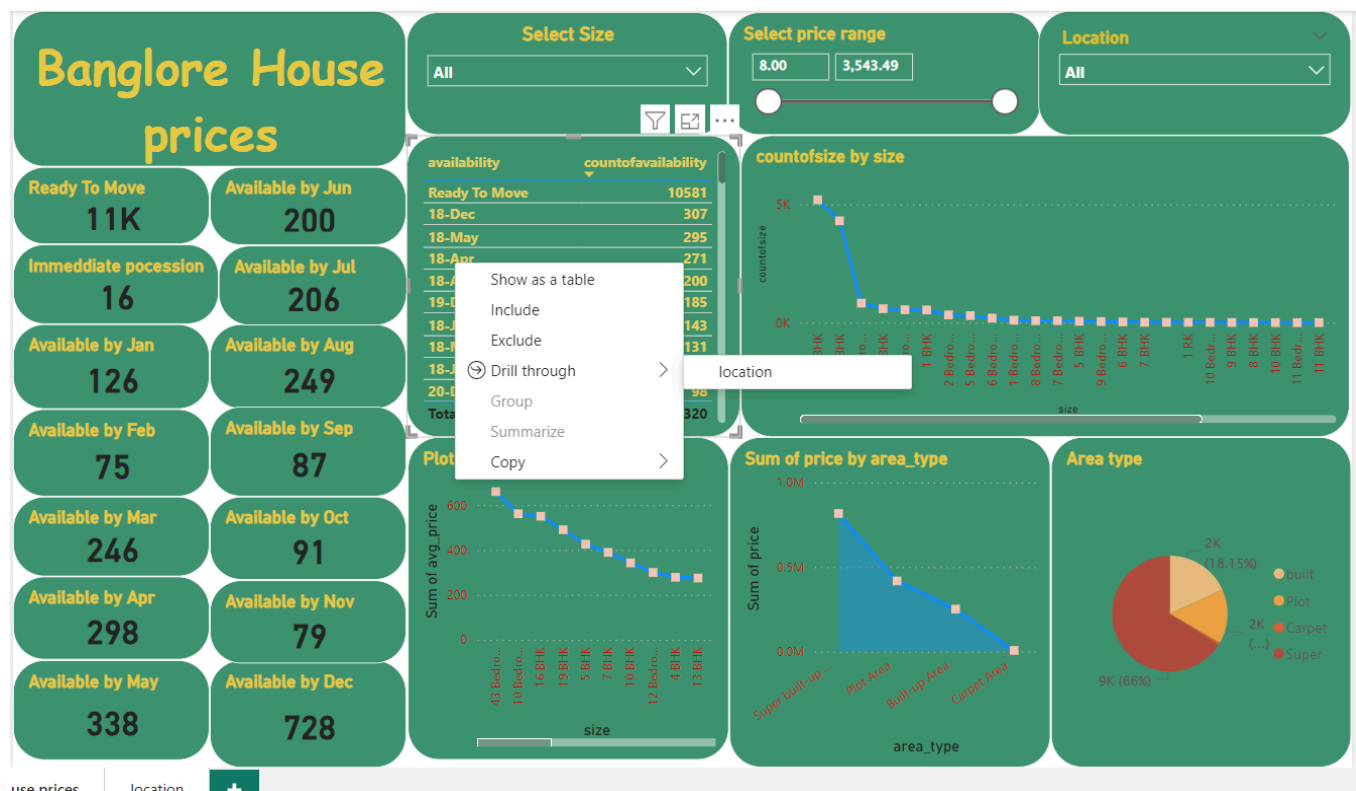 Banglore House
prices
Select Size
All
Select price range
8.00 3,543.49
Location
All
Ready To Move
11K
Available by Jun
200
Immeddiate pocession
16
Available by Jul
206
Available by Jan
126
Available by Aug
249
Available by Feb
75
Available by Sep
87
Available by Mar
246
Available by Oct
91
Available by Apr
298
Available by Nov
79
Available by May
338
Available by Dec
728
availability countofavailability
Ready To Move 10581
18-Dec 307
18-May 295
18-Apr 271
200
185
143
131
98
320
Show as a table
Include
Exclude
Drill through
Group
Summarize
Copy
location
countofsize by size
countofsize
5K
0K
BHK
1 BHK
2 Bedro...
5 Bedro...
6 Bedro...
1 Bedro...
8 Bedro...
7 Bedro...
5 BHK
9 Bedro...
6 BHK
7 BHK
1 RK
10 Bedr...
9 BHK
8 BHK
10 BHK
11 Bedr...
11 BHK
size
Plot
Sum of avg_price
600
400
200
0
43 Bedro...
10 Bedro...
16 BHK
19 BHK
5 BHK
7 BHK
10 BHK
12 Bedro...
4 BHK
13 BHK
size
Sum of price by area_type
Sum of price
1.0M
0.5M
0.0M
Super built-up ...
Plot Area
Built-up Area
Carpet Area
area_type
Area type
2K
(18.15%)
2K
(...)
9K (66%)
built
Plot
Carpet
Super
use prices
location
+